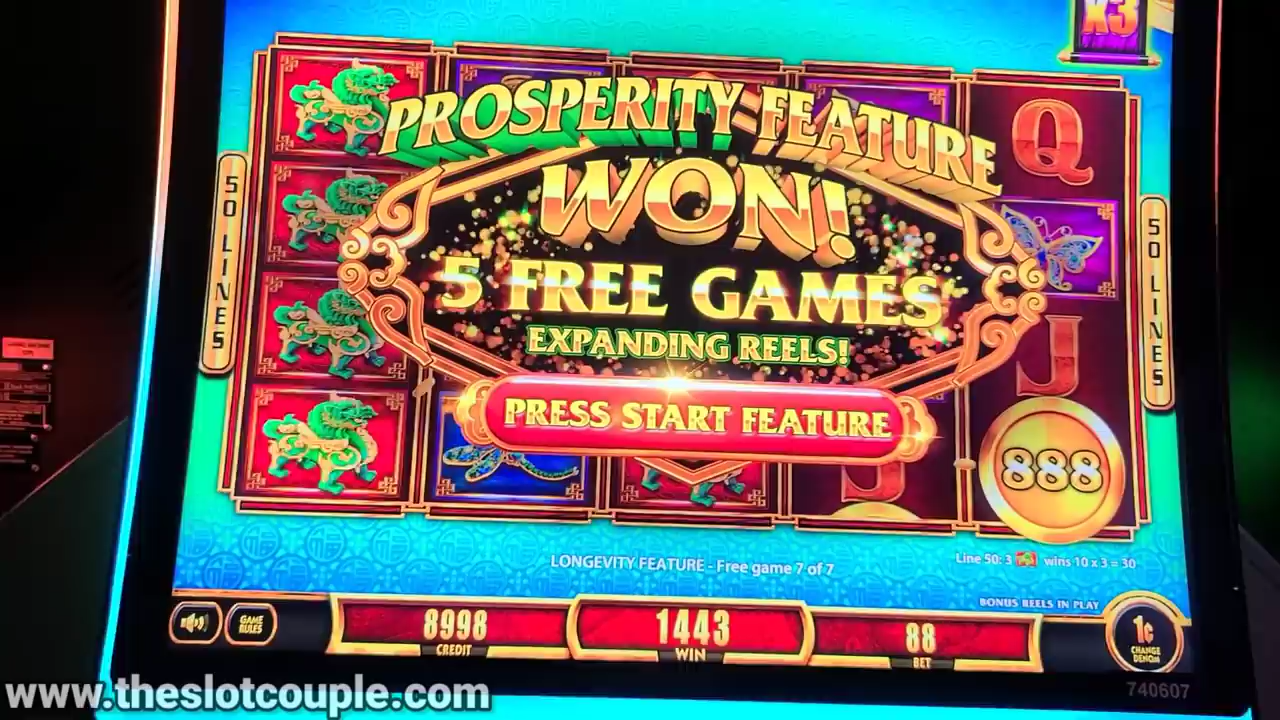 X3
PROSPERITY FEATURE
WON!
5 FREE GAMES
EXPANDING REELS!
PRESS START FEATURE
50 LINES
50 LINES
Q
J
J
888
LONGEVITY FEATURE - Free game 7 of 7
Line 50: 3 wins 10 x 3 = 30
BONUS REELS IN PLAY
GAME
RULES
8998
CREDIT
1443
WIN
88
BET
1¢
CHANGE
DENOM
740607
www.theslotcouple.com